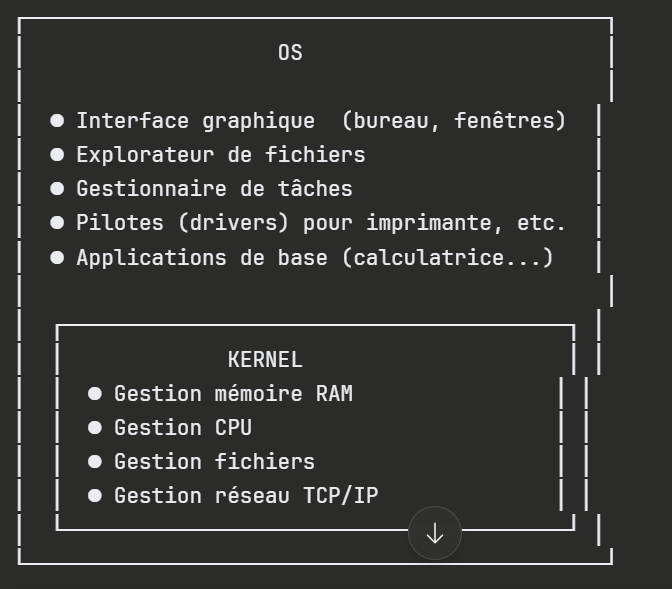 OS
● Interface graphique  (bureau, fenêtres)
● Explorateur de fichiers
● Gestionnaire de tâches
● Pilotes (drivers) pour imprimante, etc.
● Applications de base (calculatrice...)
KERNEL
● Gestion mémoire RAM
● Gestion CPU
● Gestion fichiers
● Gestion réseau TCP/IP